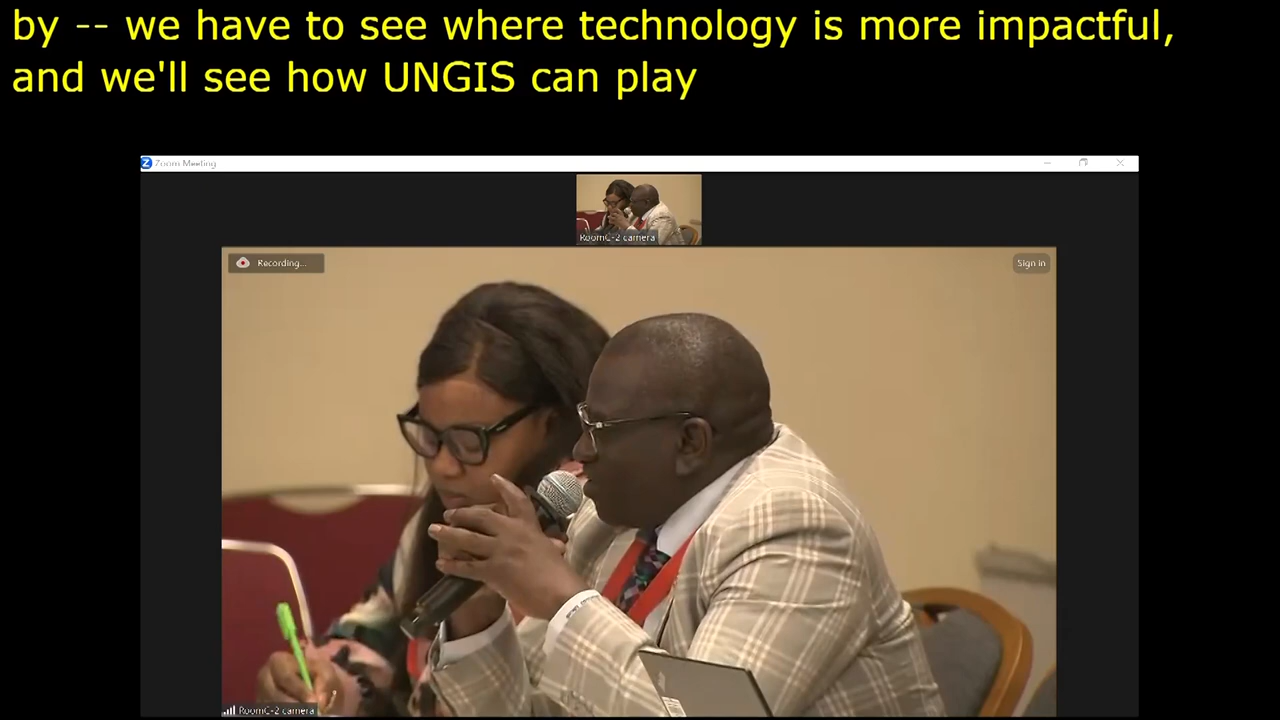 by -- we have to see where technology is more impactful,
and we'll see how UNGIS can play
Zoom Meeting
RoomC-2 camera
Recording...
Sign in
RoomC-2 camera